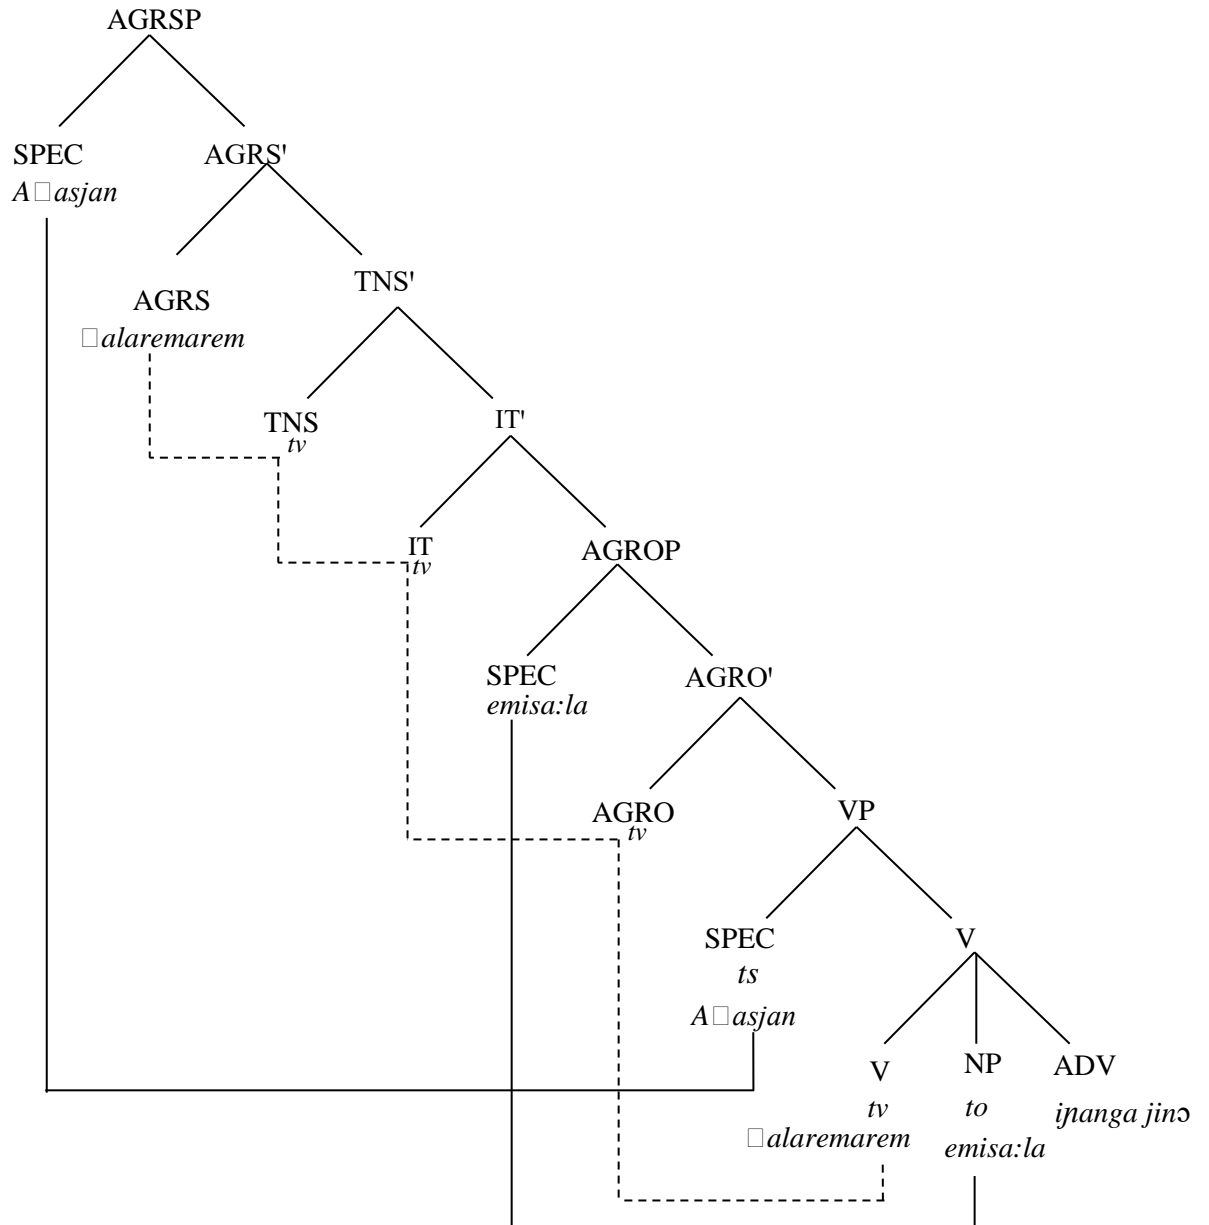 AGRSP
SPEC AGRS'
A□asjan
TNS'
AGRS
□alaremarem
TNS IT'
tv
IT AGROP
tv
SPEC AGRO'
emisa:la
AGRO VP
tv
SPEC V
ts
A□asjan
V NP ADV
tv to iɲanga jinɔ
□alaremarem emisa:la